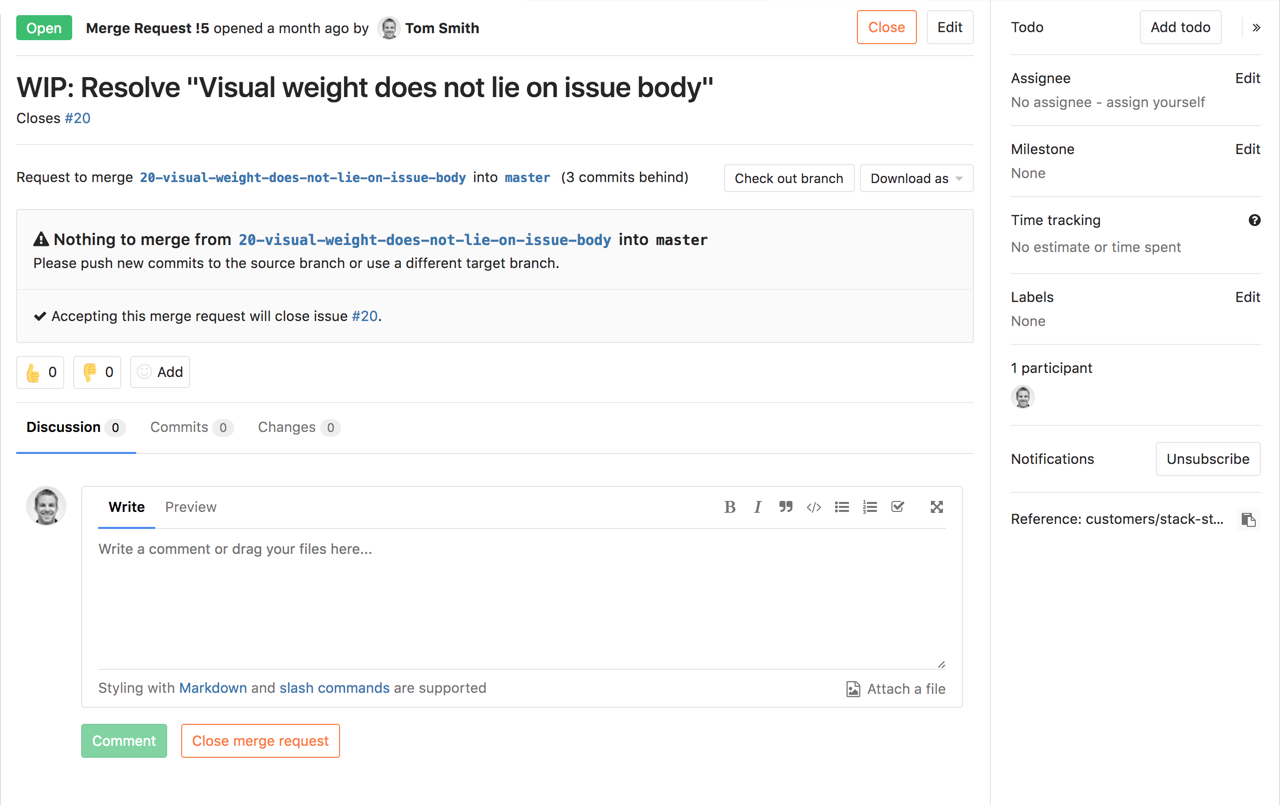 Open Merge Request !5 opened a month ago by Tom Smith Close Edit
WIP: Resolve "Visual weight does not lie on issue body"
Closes #20
Request to merge 20-visual-weight-does-not-lie-on-issue-body into master (3 commits behind) Check out branch Download as
Nothing to merge from 20-visual-weight-does-not-lie-on-issue-body into master
Please push new commits to the source branch or use a different target branch.
Accepting this merge request will close issue #20.
0 0 Add
Discussion 0 Commits 0 Changes 0
Write Preview B I
Write a comment or drag your files here...
Styling with Markdown and slash commands are supported Attach a file
Comment Close merge request
Todo Add todo »
Assignee Edit
No assignee - assign yourself
Milestone Edit
None
Time tracking ?
No estimate or time spent
Labels Edit
None
1 participant
Notifications Unsubscribe
Reference: customers/stack-st...